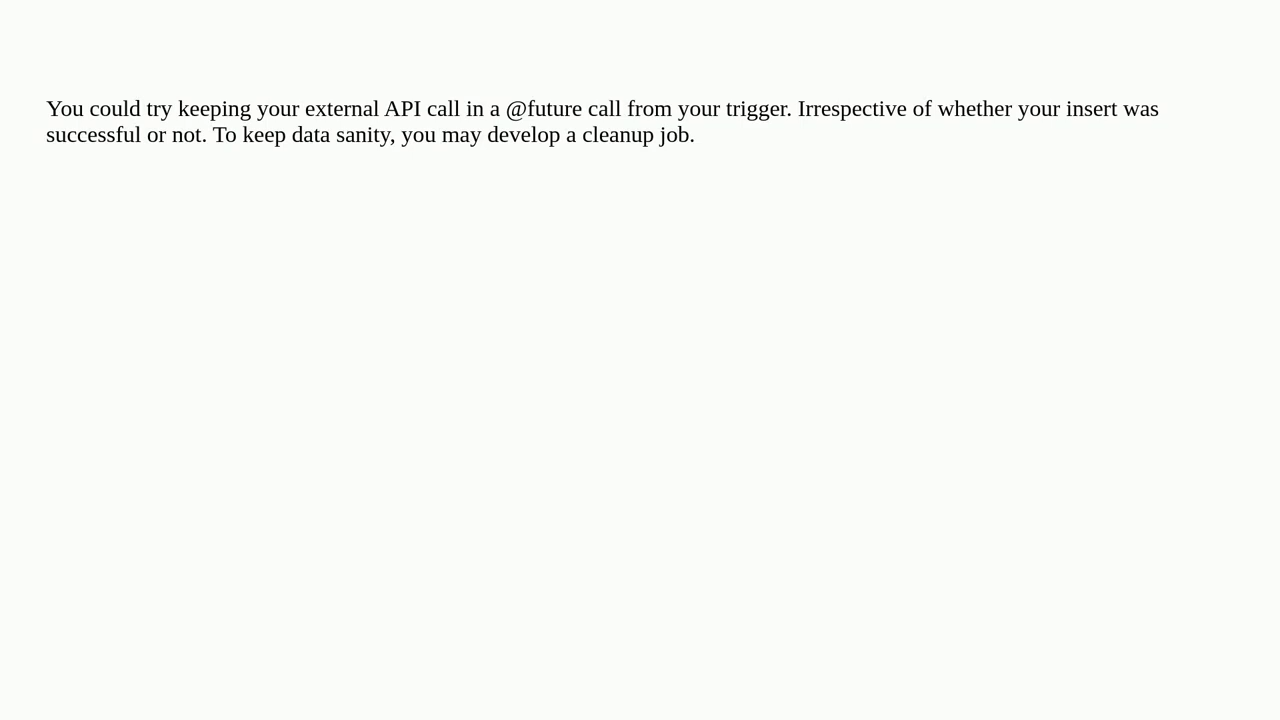 You could try keeping your external API call in a @future call from your trigger. Irrespective of whether your insert was
successful or not. To keep data sanity, you may develop a cleanup job.